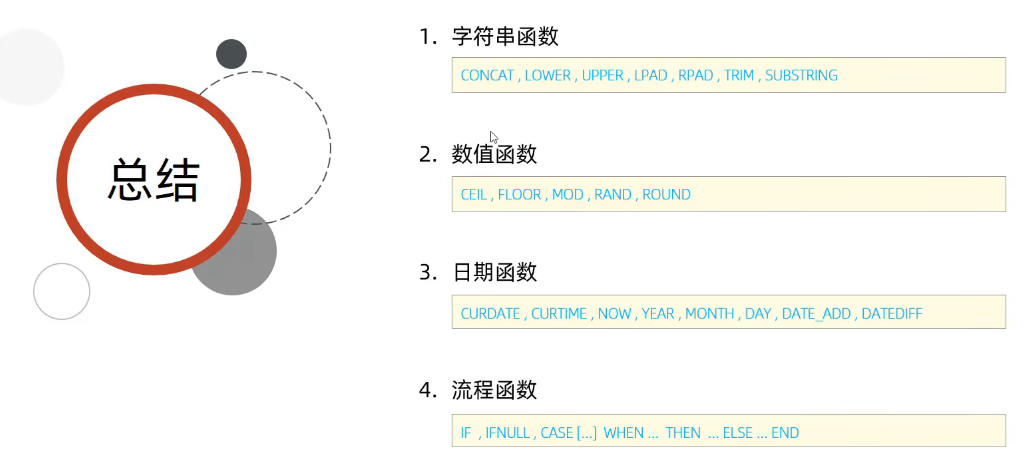 总结
1. 字符串函数
CONCAT , LOWER , UPPER , LPAD , RPAD , TRIM , SUBSTRING
2. 数值函数
CEIL , FLOOR , MOD , RAND , ROUND
3. 日期函数
CURDATE , CURTIME , NOW , YEAR , MONTH , DAY , DATE_ADD , DATEDIFF
4. 流程函数
IF , IFNULL , CASE [...] WHEN ... THEN ... ELSE ... END